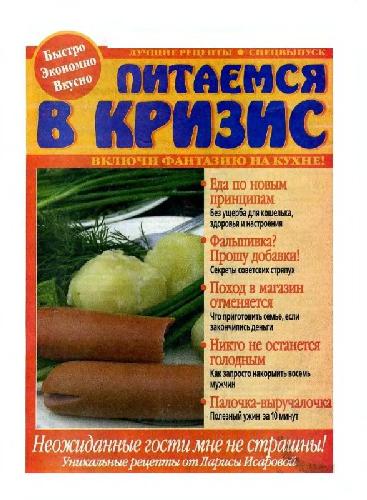 Быстро
Экономно
Вкусно
ЛУЧШИЕ РЕЦЕПТЫ • СПЕЦВЫПУСК
ПИТАЕМСЯ
В КРИЗИС
ВКЛЮЧИ ФАНТАЗИЮ НА КУХНЕ!
• Еда по новым
принципам
Без ущерба для кошелька,
здоровья и настроения
• Фальшивка?
Прошу добавки!
Секреты советских стряпух
• Поход в магазин
отменяется
Что приготовить семье, если
закончились деньги
• Никто не останется
голодным
Как запросто накормить восемь
мужчин
• Палочка-выручалочка
Полезный ужин за 10 минут
Неожиданные гости мне не страшны!
Уникальные рецепты от Ларисы Исаровой